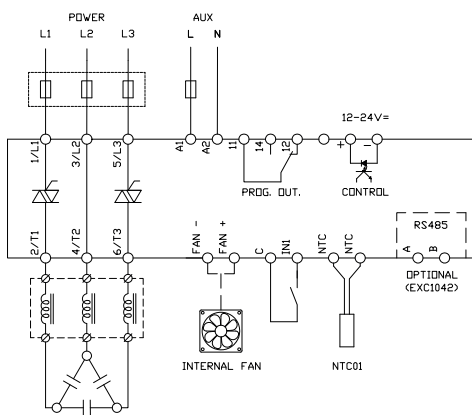 POWER
AUX
L1 L2 L3 L N
12-24V=
1/L1 3/L2 5/L3 A1 A2 11 14 12 + -
PROG. OUT.
CONTROL
RS485
2/T1 4/T2 6/T3 FAN - FAN + C IN1 NTC NTC A B
OPTIONAL
(EXC1042)
INTERNAL FAN
NTC01